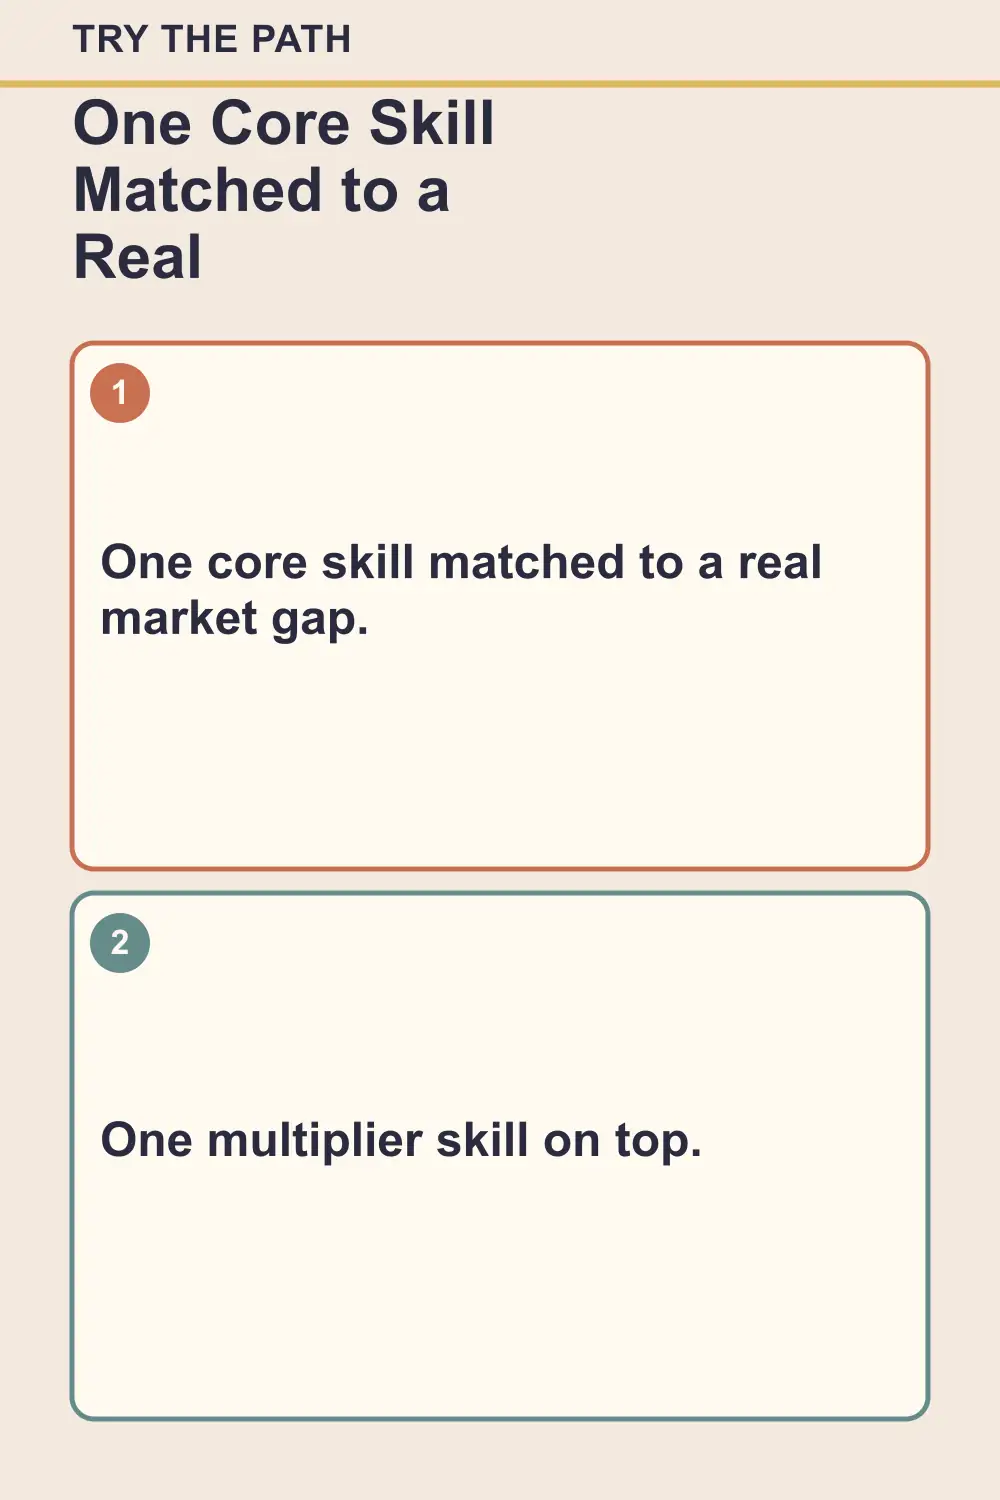 TRY THE PATH
One Core Skill
Matched to a
Real
1
One core skill matched to a real
market gap.
2
One multiplier skill on top.